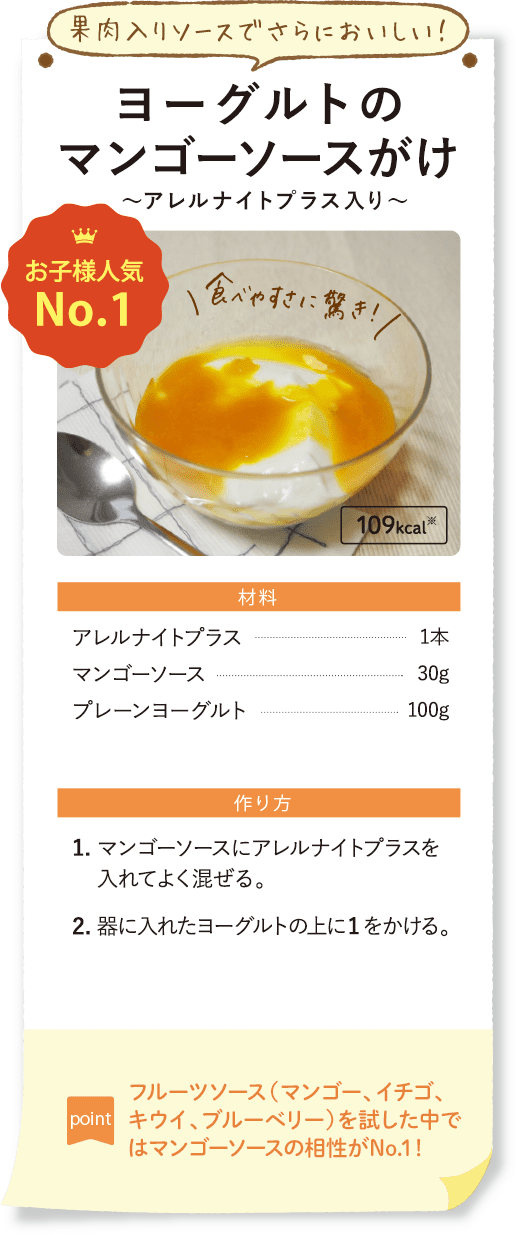 果肉入りソースでさらにおいしい！
ヨーグルトの
マンゴーソースがけ
～アレルナイトプラス入り～
お子様人気
No.1
食べやすさに驚き！
109kcal※
材料
アレルナイトプラス 1本
マンゴーソース 30g
プレーンヨーグルト 100g
作り方
1. マンゴーソースにアレルナイトプラスを
入れてよく混ぜる。
2. 器に入れたヨーグルトの上に1をかける。
point
フルーツソース（マンゴー、イチゴ、
キウイ、ブルーベリー）を試した中で
はマンゴーソースの相性がNo.1！